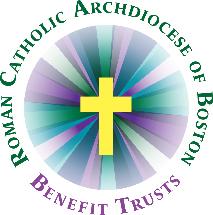 ROMAN CATHOLIC ARCHDIOCESE OF BOSTON
BENEFIT TRUSTS